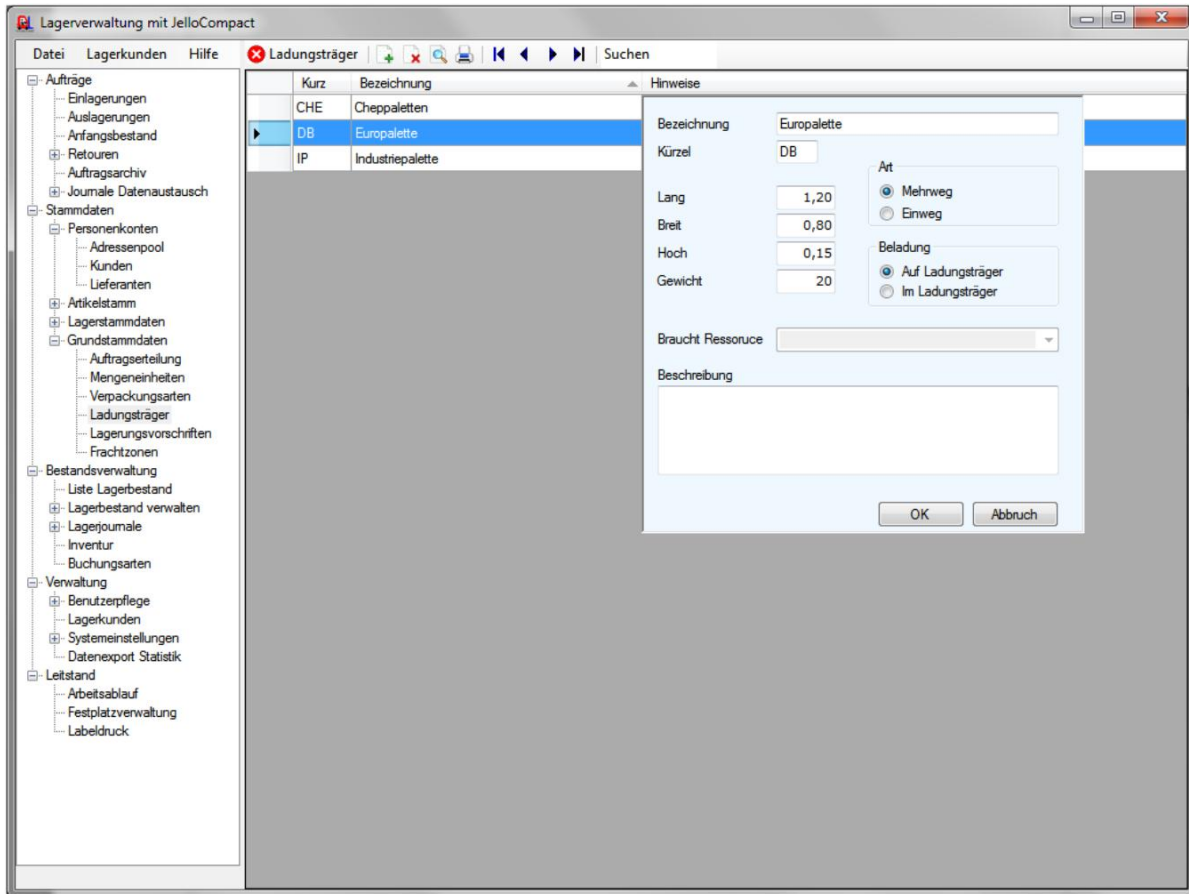 Lagerverwaltung mit JelloCompact
Datei Lagerkunden Hilfe Ladungsträger Suchen
Aufträge
Einlagerungen
Auslagerungen
Anfangsbestand
Retouren
Auftragsarchiv
Journale Datenaustausch
Stammdaten
Personenkonten
Adressenpool
Kunden
Lieferanten
Artikelstamm
Lagerstammdaten
Grundstammdaten
Auftragserteilung
Mengeneinheiten
Verpackungsarten
Ladungsträger
Lagerungsvorschriften
Frachtzonen
Bestandsverwaltung
Liste Lagerbestand
Lagerbestand verwalten
Lagerjournale
Inventur
Buchungsarten
Verwaltung
Benutzerpflege
Lagerkunden
Systemeinstellungen
Datenexport Statistik
Leitstand
Arbeitsablauf
Festplatzverwaltung
Labeldruck
Kurz Bezeichnung Hinweise
CHE Cheppaletten
DB Europalette
IP Industriepalette
Bezeichnung Europalette
Kürzel DB
Art
Mehrweg
Einweg
Lang 1,20
Breit 0,80
Hoch 0,15
Gewicht 20
Beladung
Auf Ladungsträger
Im Ladungsträger
Braucht Ressoruce
Beschreibung
OK Abbruch